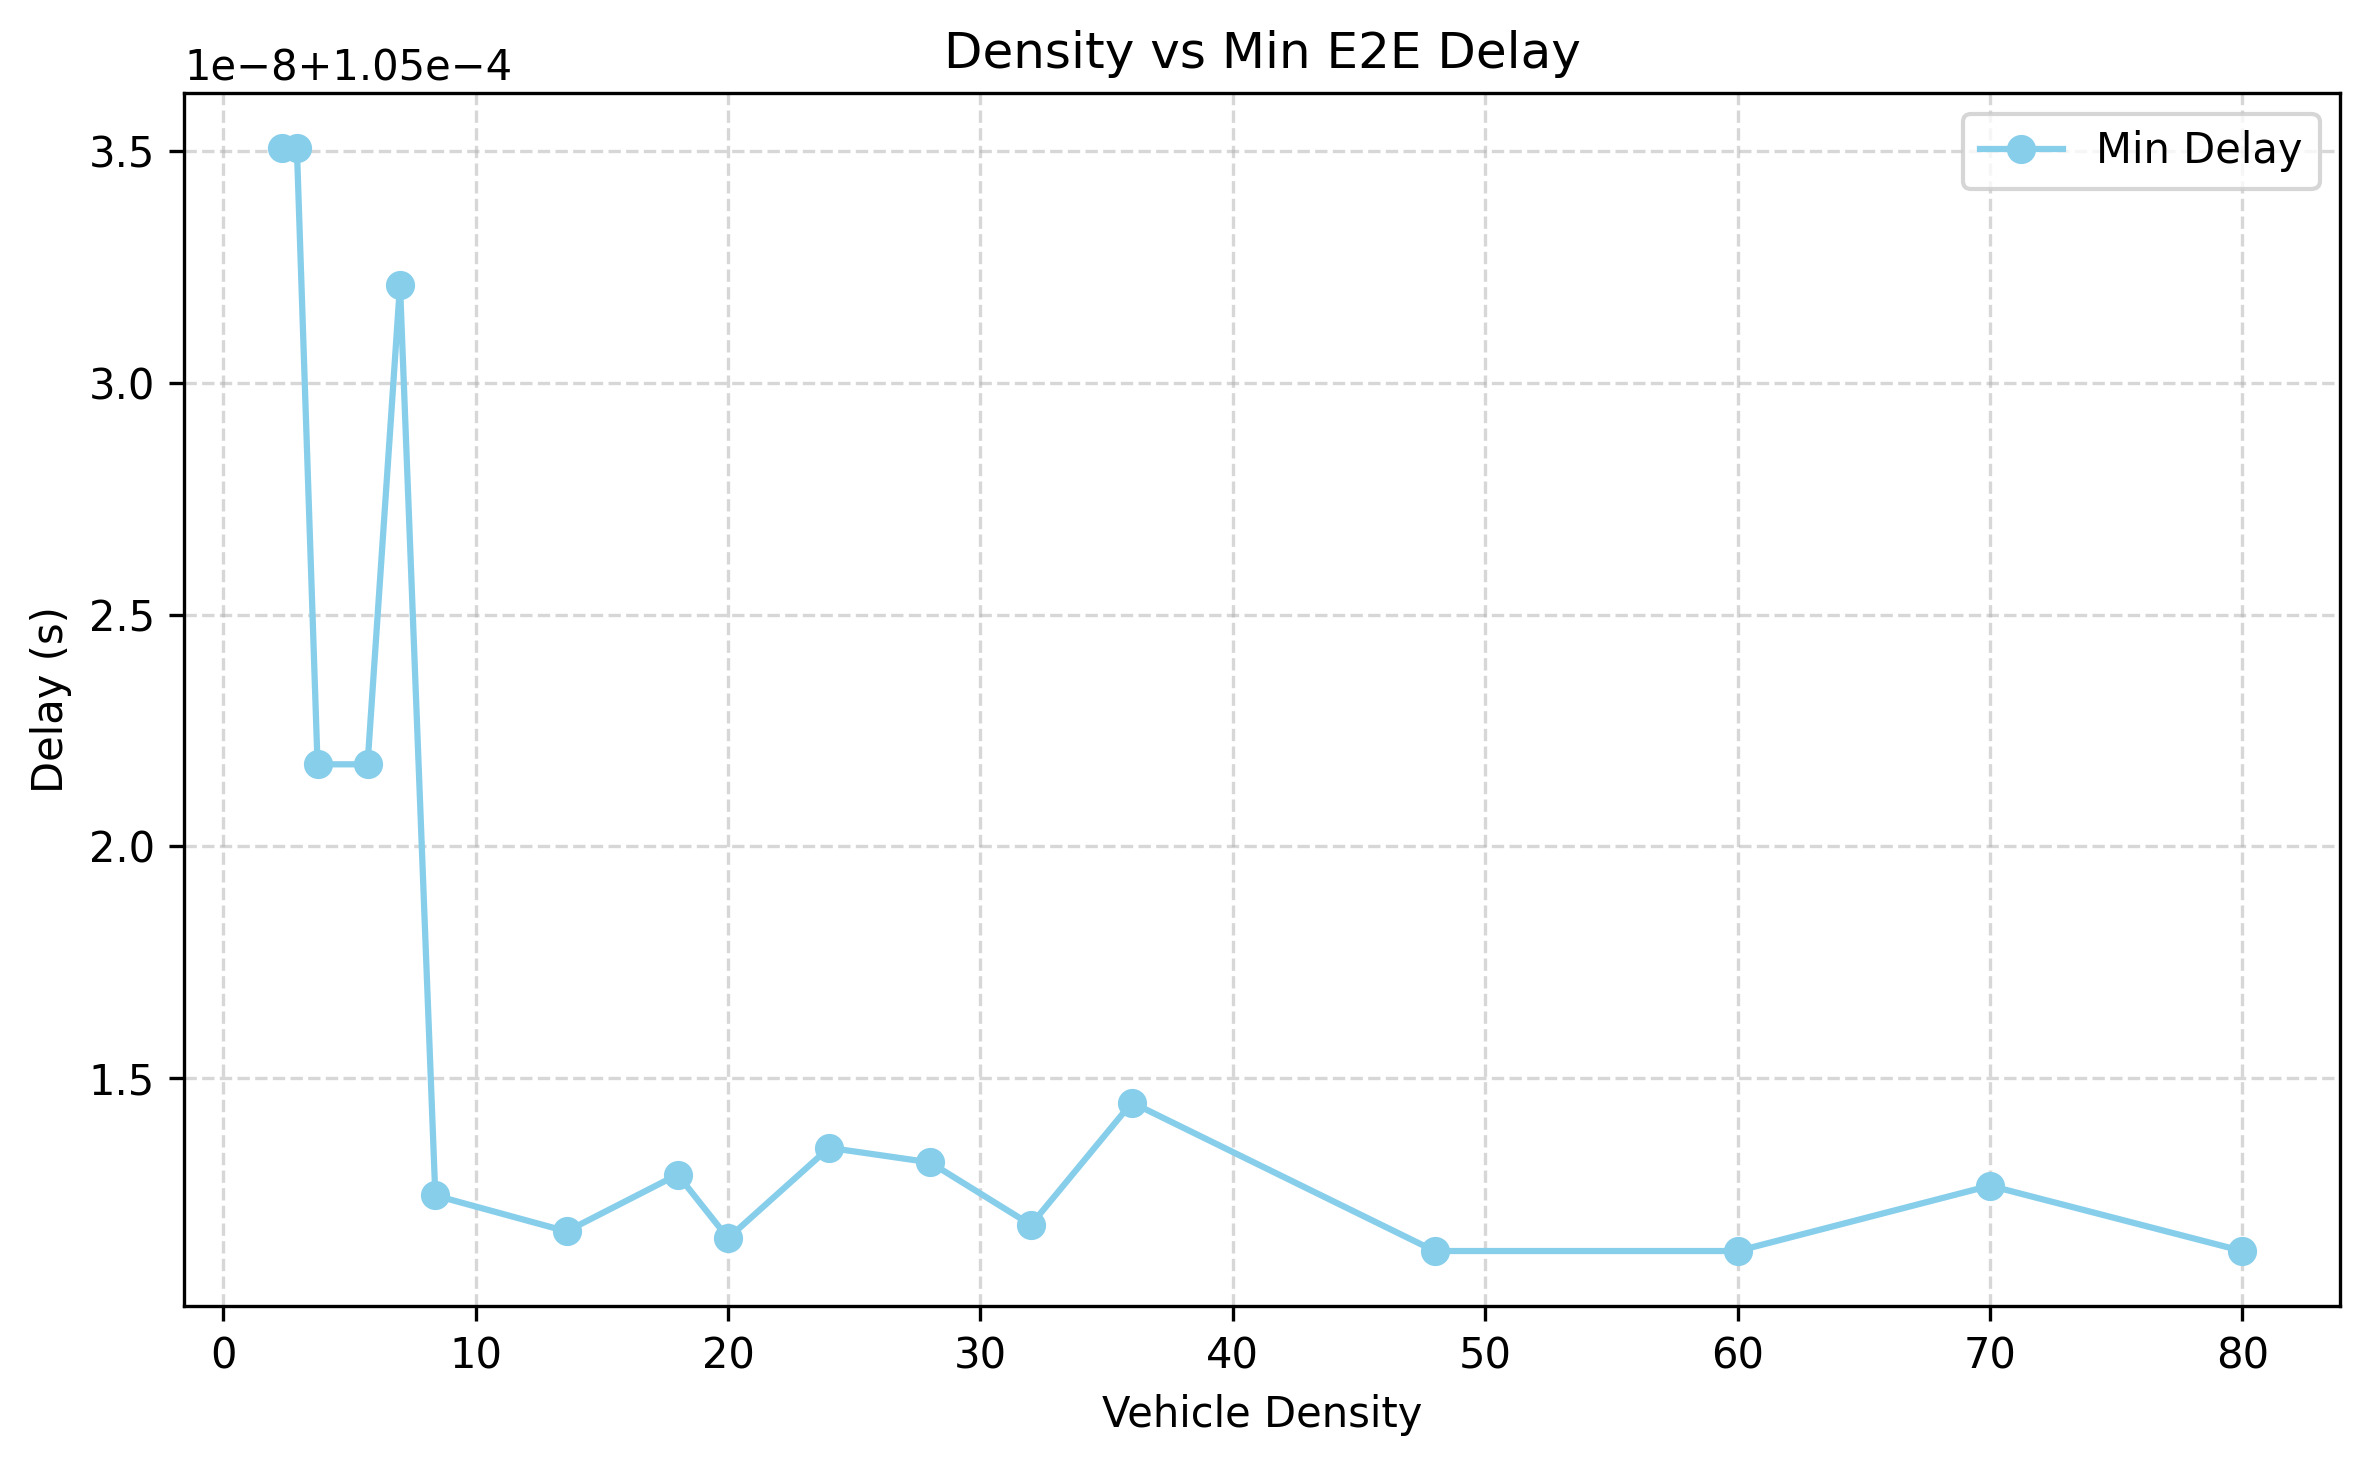 Density vs Min E2E Delay
1e−8+1.05e−4
Min Delay
3.5
3.0
2.5
2.0
1.5
Delay (s)
0 10 20 30 40 50 60 70 80
Vehicle Density